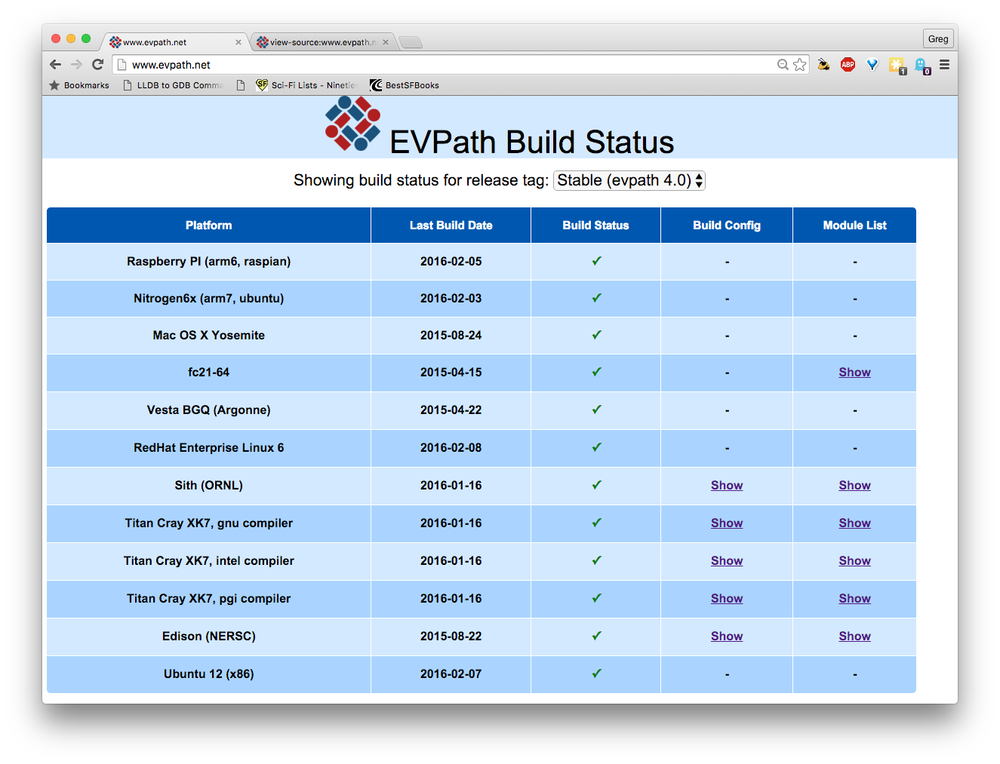 www.evpath.net
view-source:www.evpath.n
Greg
www.evpath.net
ABP
1
0
Bookmarks
LLDB to GDB Comma
SF
Sci-Fi Lists - Ninetie
BestSFBooks
EVPath Build Status
Showing build status for release tag: Stable (evpath 4.0)
Platform Last Build Date Build Status Build Config Module List
Raspberry PI (arm6, raspian) 2016-02-05 ✓ - -
Nitrogen6x (arm7, ubuntu) 2016-02-03 ✓ - -
Mac OS X Yosemite 2015-08-24 ✓ - -
fc21-64 2015-04-15 ✓ - Show
Vesta BGQ (Argonne) 2015-04-22 ✓ - -
RedHat Enterprise Linux 6 2016-02-08 ✓ - -
Sith (ORNL) 2016-01-16 ✓ Show Show
Titan Cray XK7, gnu compiler 2016-01-16 ✓ Show Show
Titan Cray XK7, intel compiler 2016-01-16 ✓ Show Show
Titan Cray XK7, pgi compiler 2016-01-16 ✓ Show Show
Edison (NERSC) 2015-08-22 ✓ Show Show
Ubuntu 12 (x86) 2016-02-07 ✓ - -